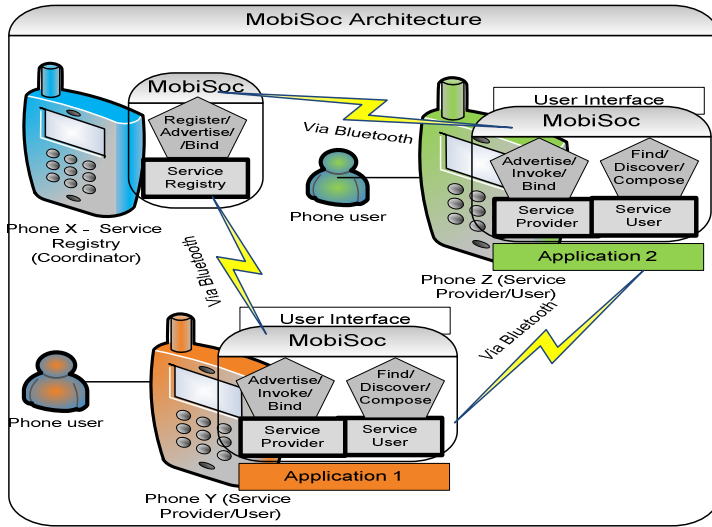 MobiSoc Architecture
MobiSoc
Register/
Advertise/
/Bind
Service
Registry
Phone X - Service
Registry
(Coordinator)
Via Bluetooth
Phone user
User Interface
MobiSoc
Advertise/
Invoke/
Bind
Find/
Discover/
Compose
Service
Provider
Service
User
Application 2
Phone Z (Service
Provider/User)
Via Bluetooth
Via Bluetooth
User Interface
MobiSoc
Advertise/
Invoke/
Bind
Find/
Discover/
Compose
Service
Provider
Service
User
Application 1
Phone user
Phone Y (Service
Provider/User)